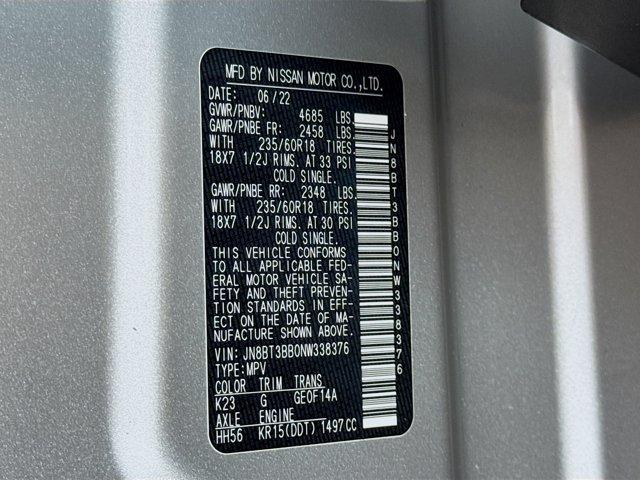 MFD BY NISSAN MOTOR CO.,LTD.
DATE: 06/22
GVWR/PNBV: 4685 LBS.
GAWR/PNBE FR: 2458 LBS.
WITH 235/60R18 TIRES.
18X7 1/2J RIMS. AT 33 PSI
COLD SINGLE.
GAWR/PNBE RR: 2348 LBS.
WITH 235/60R18 TIRES.
18X7 1/2J RIMS. AT 30 PSI
COLD SINGLE.
THIS VEHICLE CONFORMS
TO ALL APPLICABLE FED-
ERAL MOTOR VEHICLE SA-
FETY AND THEFT PREVEN-
TION STANDARDS IN EFF-
ECT ON THE DATE OF MA-
NUFACTURE SHOWN ABOVE.
VIN: JN8BT3BB0NW338376
TYPE:MPV
COLOR TRIM TRANS
K23 G GE0F14A
AXLE ENGINE
HH56 KR15(DDT) 1497CC
JN8BT3BB0NW338376